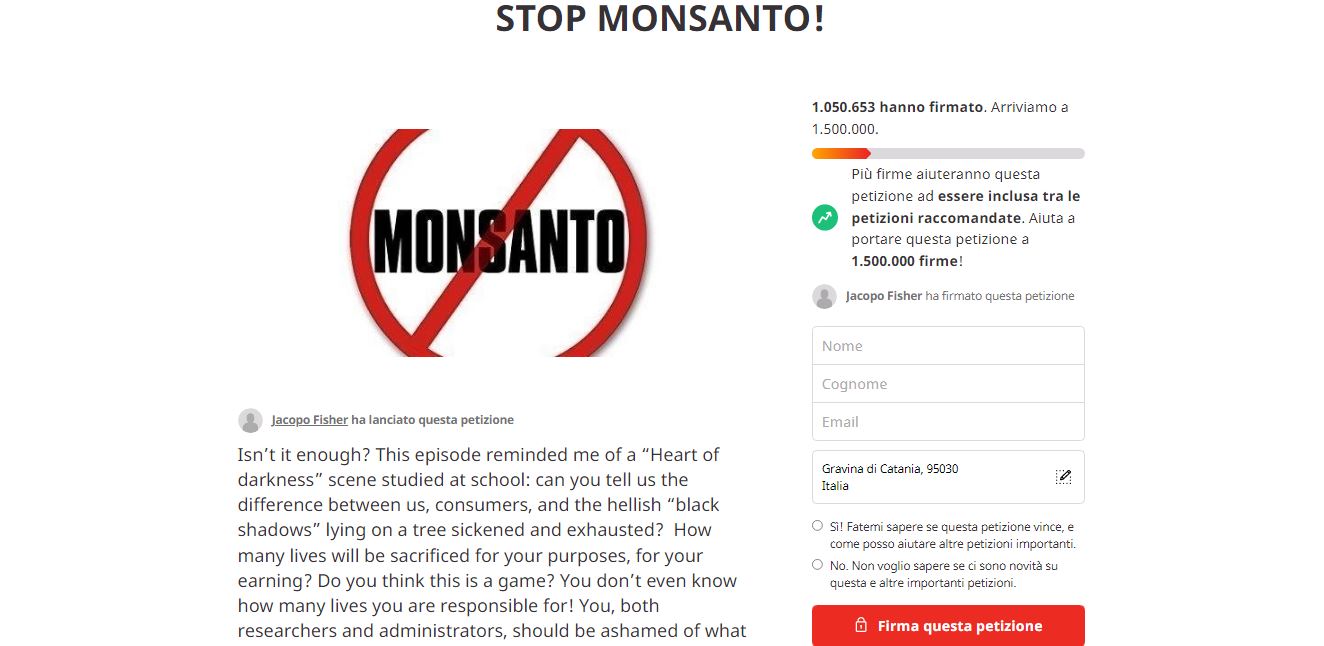 STOP MONSANTO!
MONSANTO
Jacopo Fisher ha lanciato questa petizione
Isn’t it enough? This episode reminded me of a “Heart of
darkness” scene studied at school: can you tell us the
difference between us, consumers, and the hellish “black
shadows” lying on a tree sickened and exhausted?  How
many lives will be sacrificed for your purposes, for your
earning? Do you think this is a game? You don’t even know
how many lives you are responsible for! You, both
researchers and administrators, should be ashamed of what
1.050.653 hanno firmato. Arriviamo a
1.500.000.
Più firme aiuteranno questa
petizione ad essere inclusa tra le
petizioni raccomandate. Aiuta a
portare questa petizione a
1.500.000 firme!
Jacopo Fisher ha firmato questa petizione
Nome
Cognome
Email
Gravina di Catania, 95030
Italia
Sì! Fatemi sapere se questa petizione vince, e
come posso aiutare altre petizioni importanti.
No. Non voglio sapere se ci sono novità su
questa e altre importanti petizioni.
Firma questa petizione